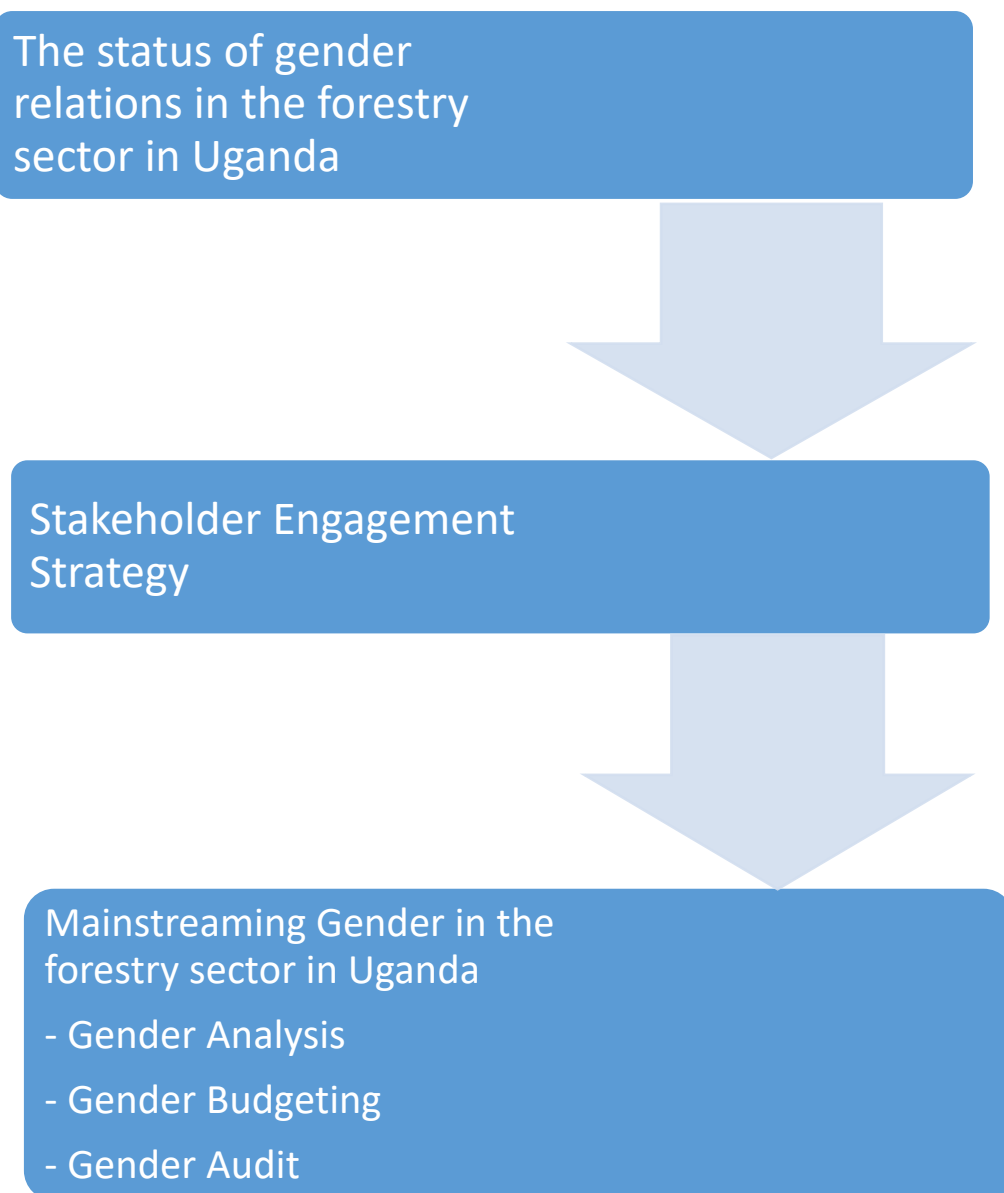 The status of gender
relations in the forestry
sector in Uganda
Stakeholder Engagement
Strategy
Mainstreaming Gender in the
forestry sector in Uganda
- Gender Analysis
- Gender Budgeting
- Gender Audit